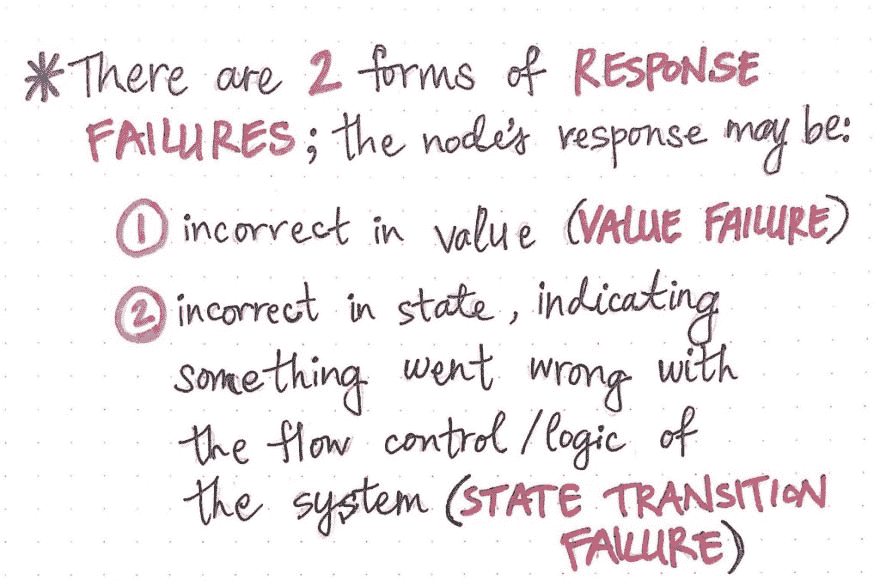 * There are 2 forms of RESPONSE
FAILURES; the node's response may be:
① incorrect in value (VALUE FAILURE)
② incorrect in state, indicating
something went wrong with
the flow control/logic of
the system (STATE TRANSITION
FAILURE)